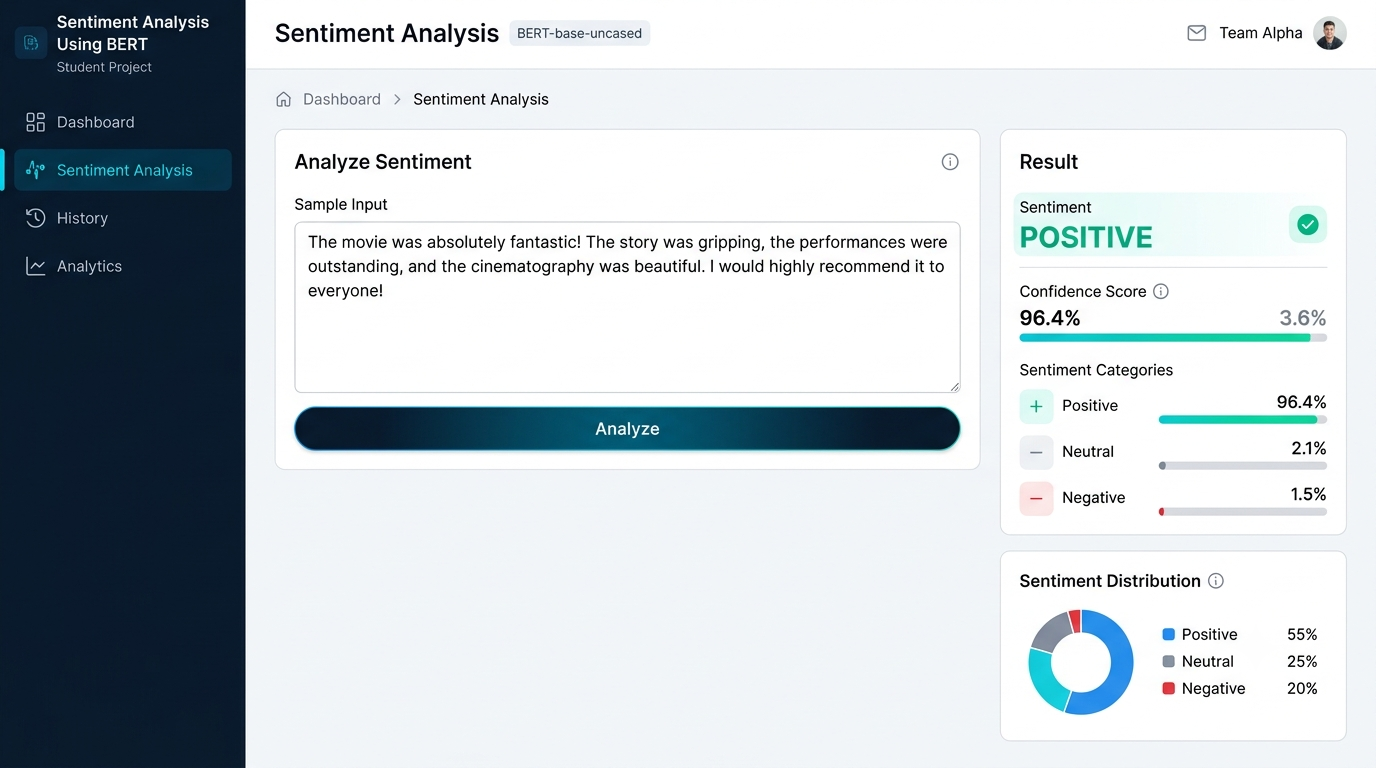 Sentiment Analysis
Using BERT
Student Project
Dashboard
Sentiment Analysis
History
Analytics
Sentiment Analysis
BERT-base-uncased
Team Alpha
Dashboard > Sentiment Analysis
Analyze Sentiment
Sample Input
The movie was absolutely fantastic! The story was gripping, the performances were
outstanding, and the cinematography was beautiful. I would highly recommend it to
everyone!
Analyze
Result
Sentiment
POSITIVE
Confidence Score
96.4% 3.6%
Sentiment Categories
Positive 96.4%
Neutral 2.1%
Negative 1.5%
Sentiment Distribution
Positive 55%
Neutral 25%
Negative 20%